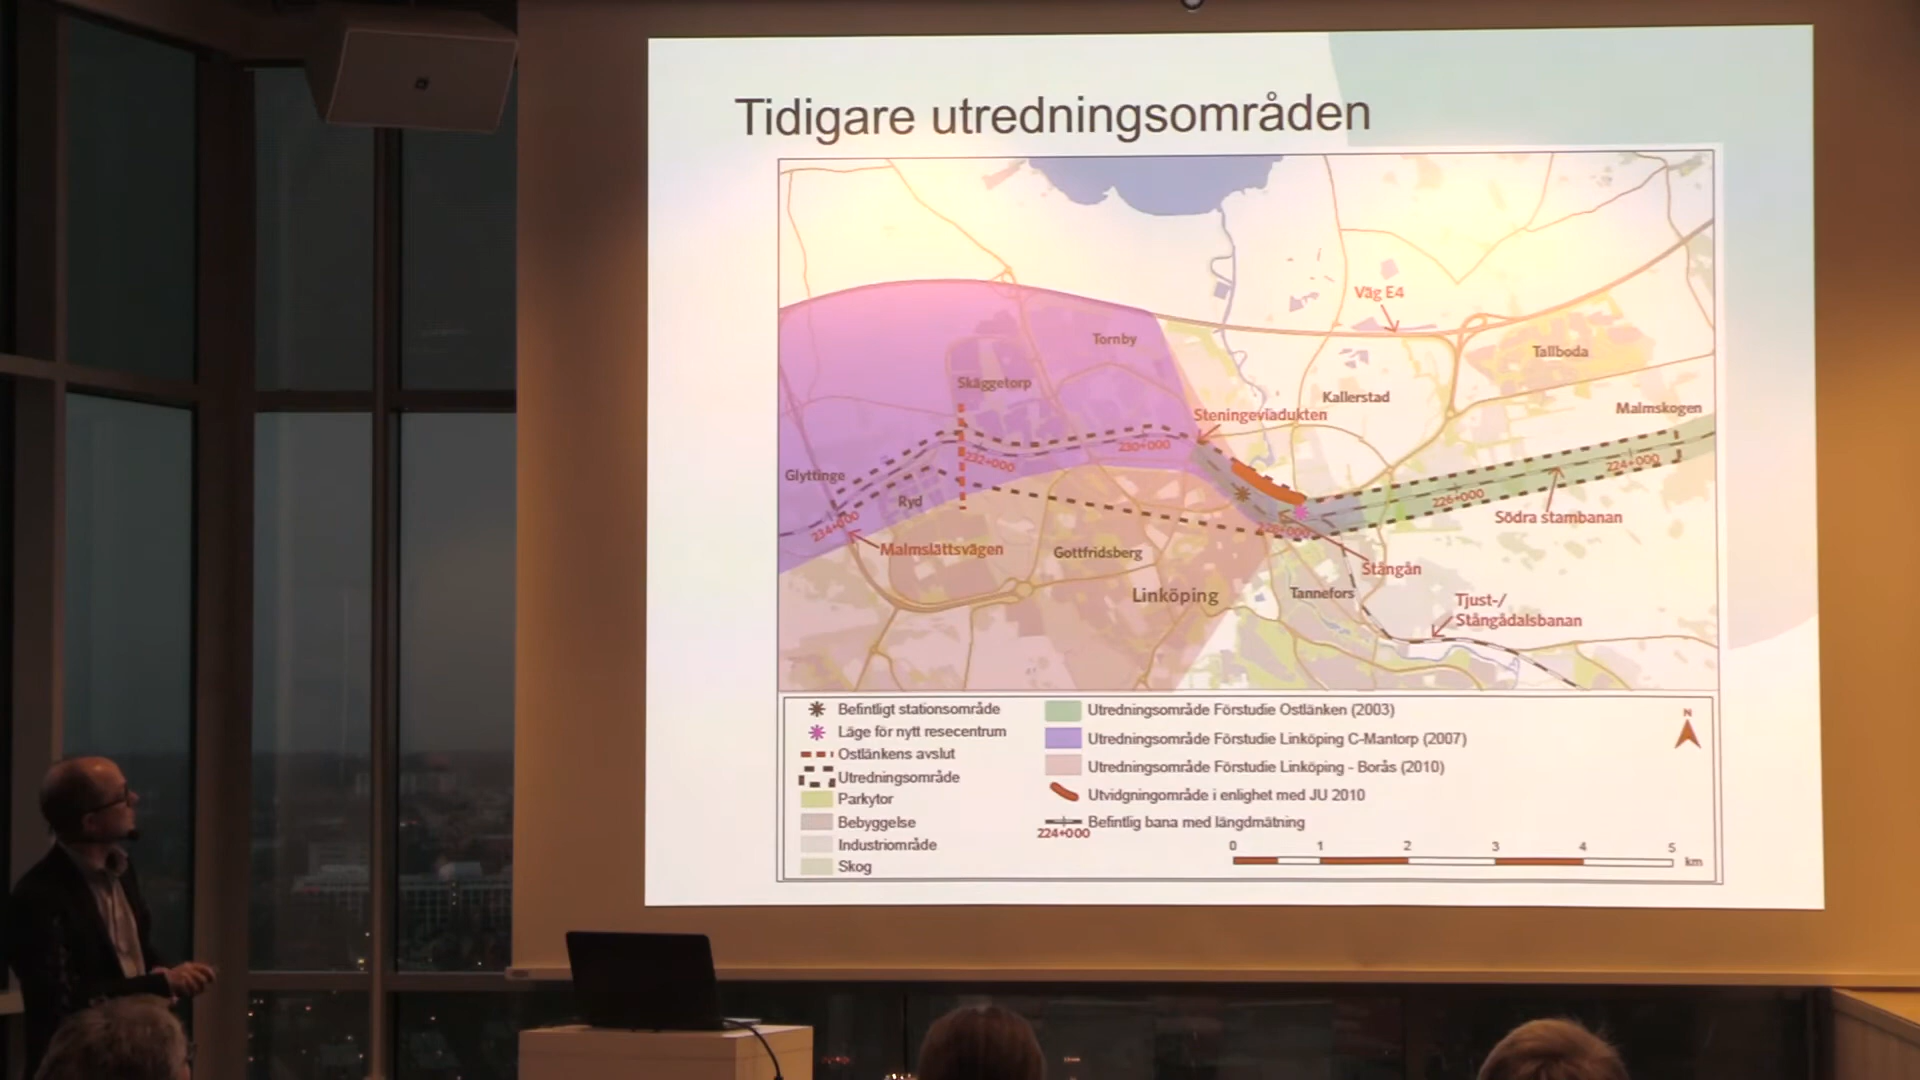 Tidigare utredningsområden
Väg E4
Tornby
Tallboda
Skäggetorp
Kallerstad
Malmskogen
Steningeviadukten
230+000
232+000
224+000
Glyttinge
Ryd
226+000
Södra stambanan
234+000
228+000
Malmslättsvägen
Gottfridsberg
Stångån
Linköping
Tannefors
Tjust-/
Stångådalsbanan
Befintligt stationsområde
Läge för nytt resecentrum
Ostlänkens avslut
Utredningsområde
Parkytor
Bebyggelse
Industriområde
Skog
Utredningsområde Förstudie Ostlänken (2003)
Utredningsområde Förstudie Linköping C-Mantorp (2007)
Utredningsområde Förstudie Linköping - Borås (2010)
Utvidgningområde i enlighet med JU 2010
Befintlig bana med längdmätning
224+000
N
0 1 2 3 4 5
km